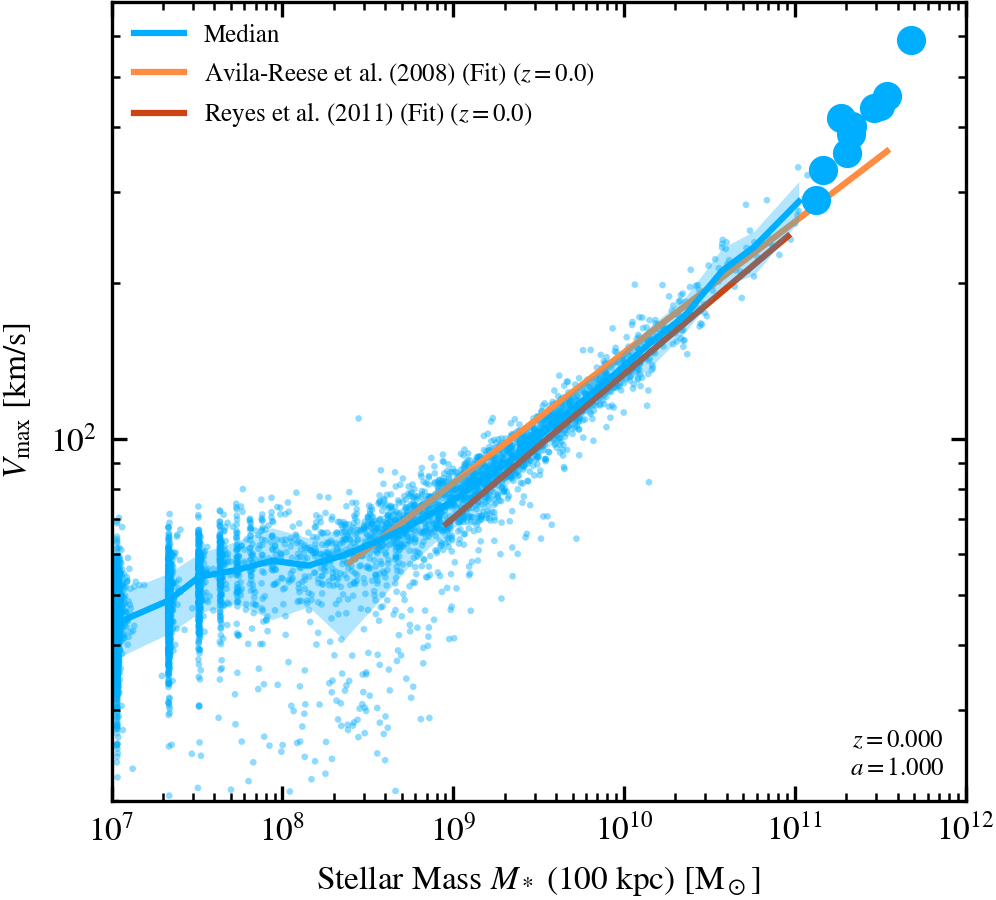 Median
Avila-Reese et al. (2008) (Fit) (z = 0.0)
Reyes et al. (2011) (Fit) (z = 0.0)
V_max [km/s]
10^2
z = 0.000
a = 1.000
10^7 10^8 10^9 10^10 10^11 10^12
Stellar Mass M_* (100 kpc) [M_⊙]